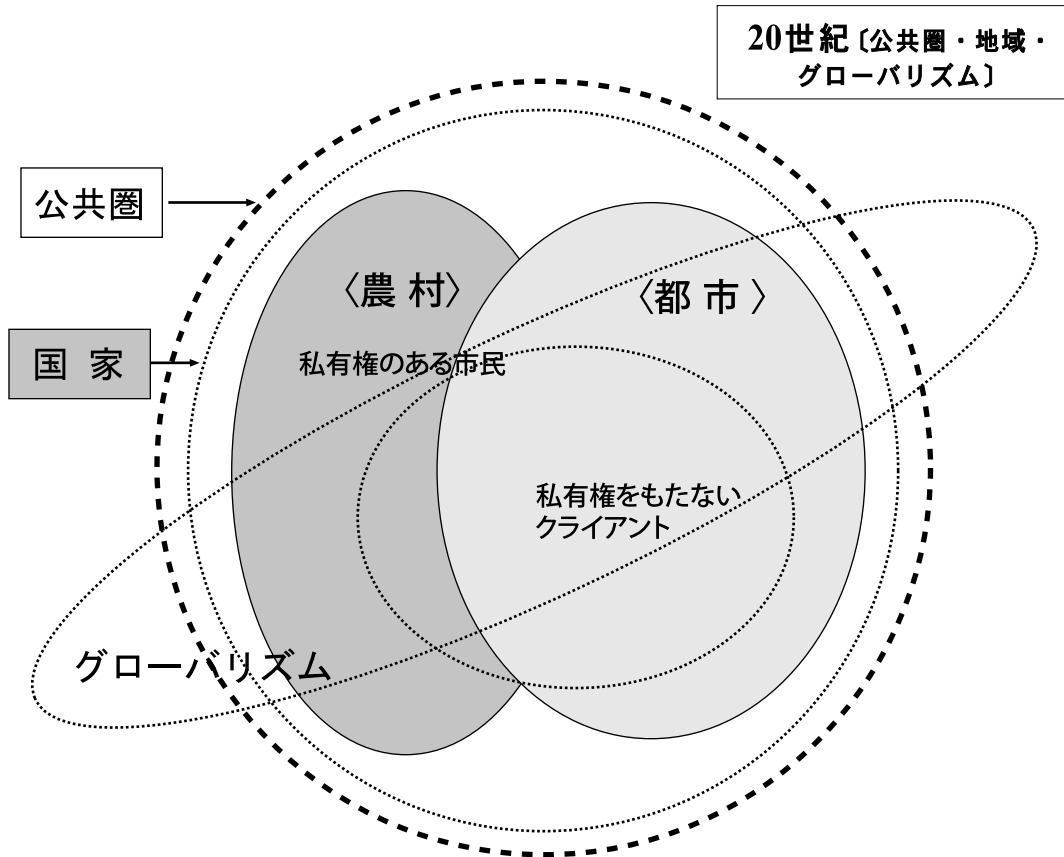 20世紀〔公共圏・地域・
グローバリズム〕
公共圏
〈農 村〉
〈都 市 〉
国 家
私有権のある市民
私有権をもたない
クライアント
グローバリズム